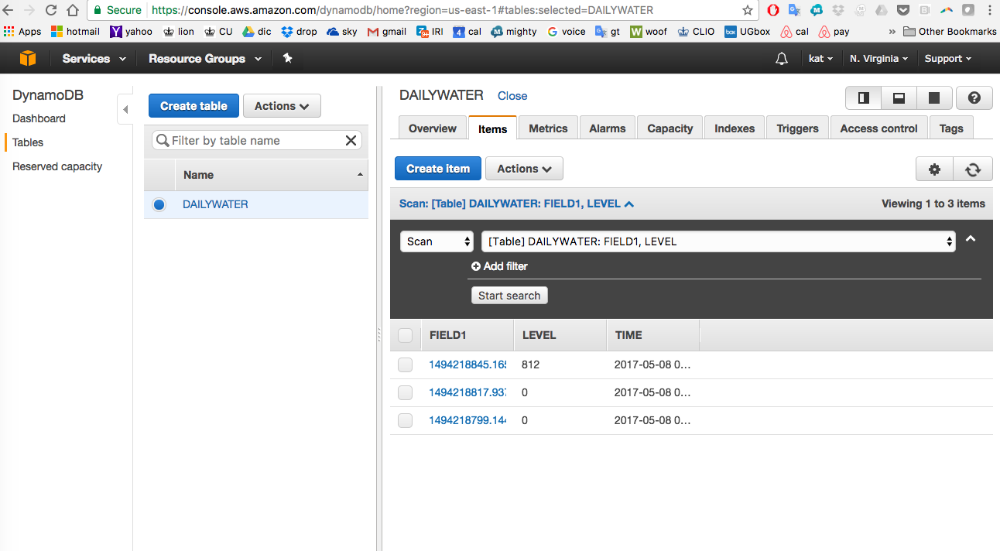 Secure https://console.aws.amazon.com/dynamodb/home?region=us-east-1#tables:selected=DAILYWATER
Apps hotmail yahoo lion CU dic drop sky gmail IRI cal mighty voice gt woof CLIO UGbox cal pay » Other Bookmarks
Services Resource Groups kat N. Virginia Support
DynamoDB
Dashboard
Tables
Reserved capacity
Create table Actions
Filter by table name
Name
DAILYWATER
DAILYWATER Close
Overview Items Metrics Alarms Capacity Indexes Triggers Access control Tags
Create item Actions
Scan: [Table] DAILYWATER: FIELD1, LEVEL Viewing 1 to 3 items
Scan [Table] DAILYWATER: FIELD1, LEVEL
Add filter
Start search
FIELD1 LEVEL TIME
1494218845.165 812 2017-05-08 0…
1494218817.937 0 2017-05-08 0…
1494218799.144 0 2017-05-08 0…